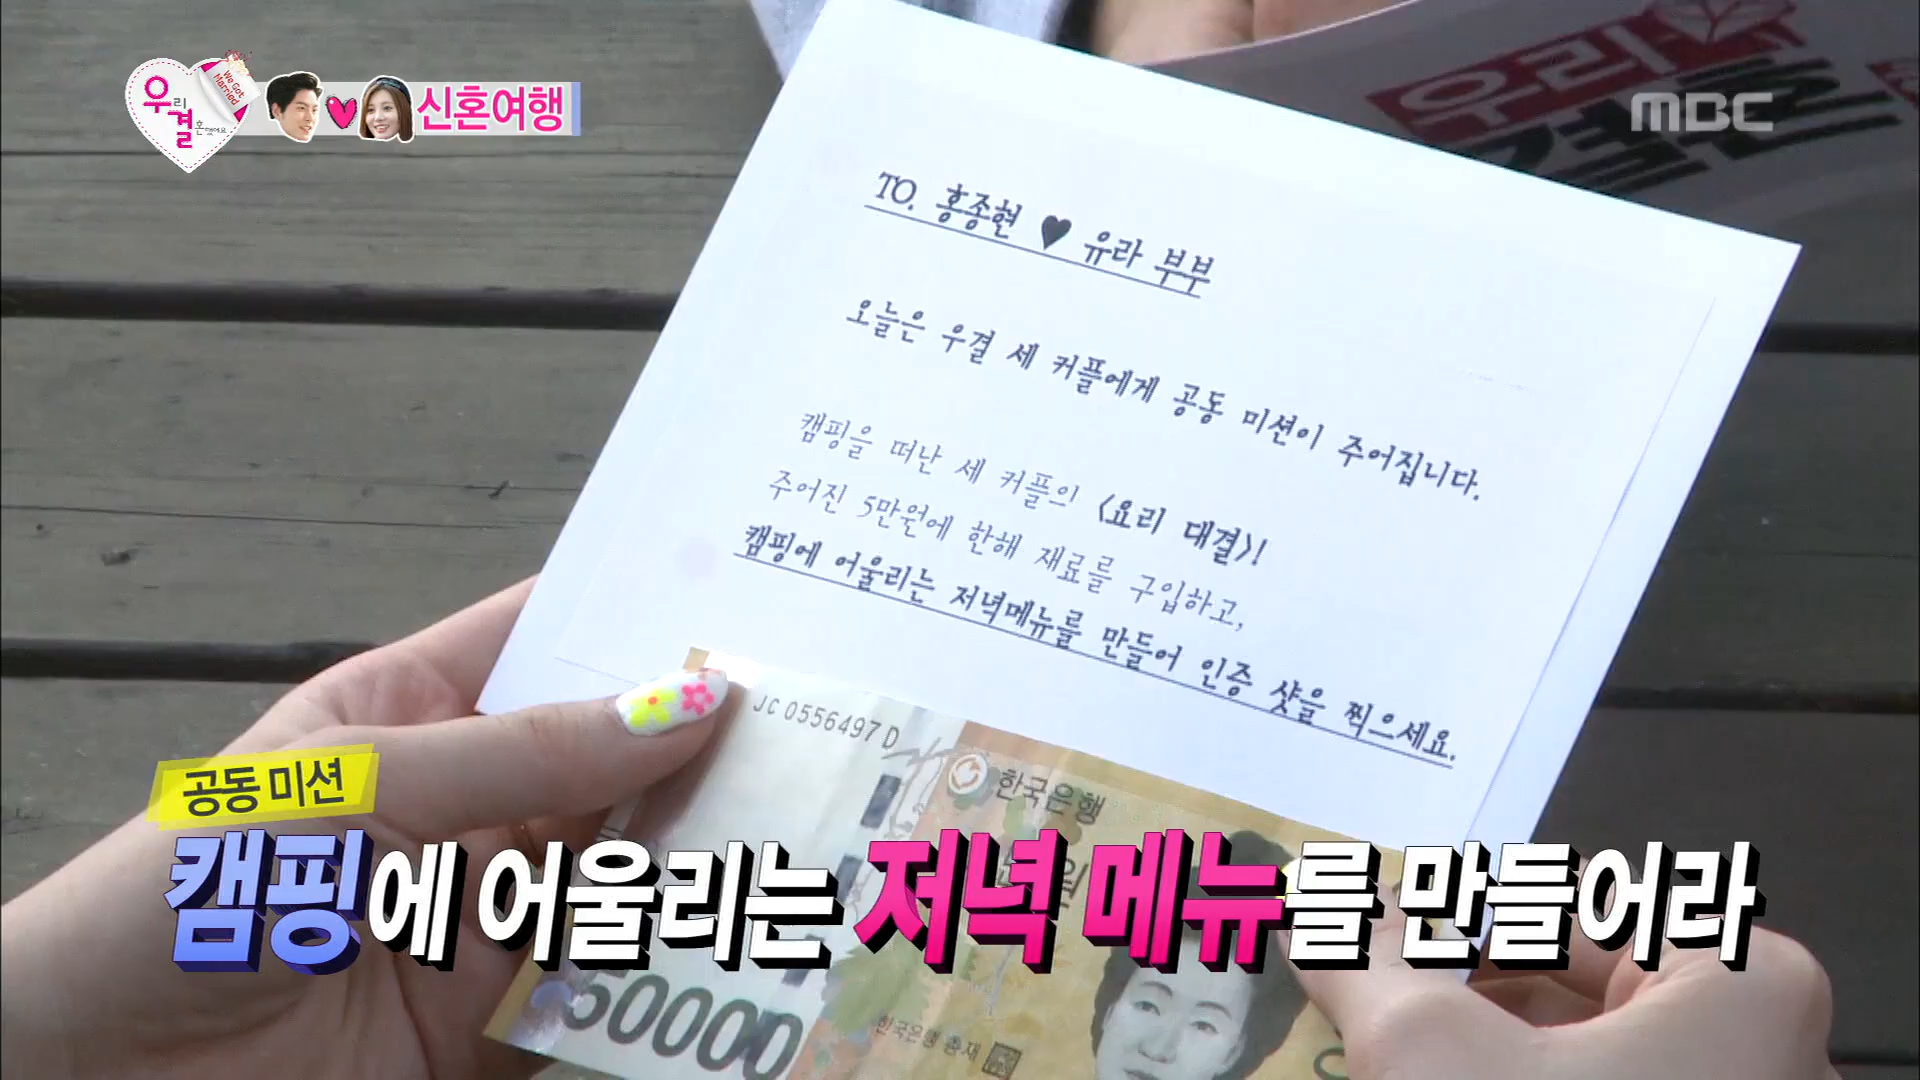 우리 결혼했어요
We Got Married
신혼여행
MBC
우리
결혼
TO. 홍종현 ♥ 유라 부부
오늘은 우결 세 커플에게 공동 미션이 주어집니다.
캠핑을 떠난 세 커플의 <요리 대결>!
주어진 5만원에 한해 재료를 구입하고,
캠핑에 어울리는 저녁메뉴를 만들어 인증 샷을 찍으세요.
JC 0556497 D
한국은행
50000
한국은행 총재
공동 미션
캠핑에 어울리는 저녁 메뉴를 만들어라